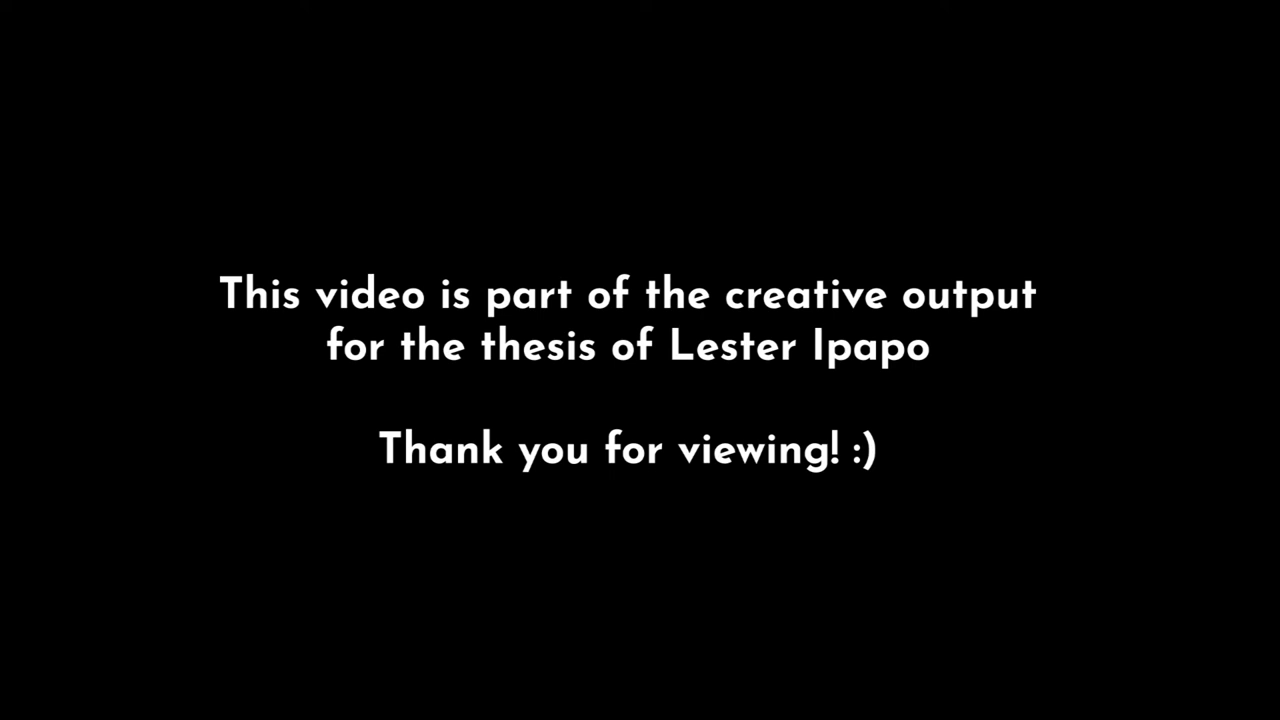 This video is part of the creative output
for the thesis of Lester Ipapo
Thank you for viewing! :)